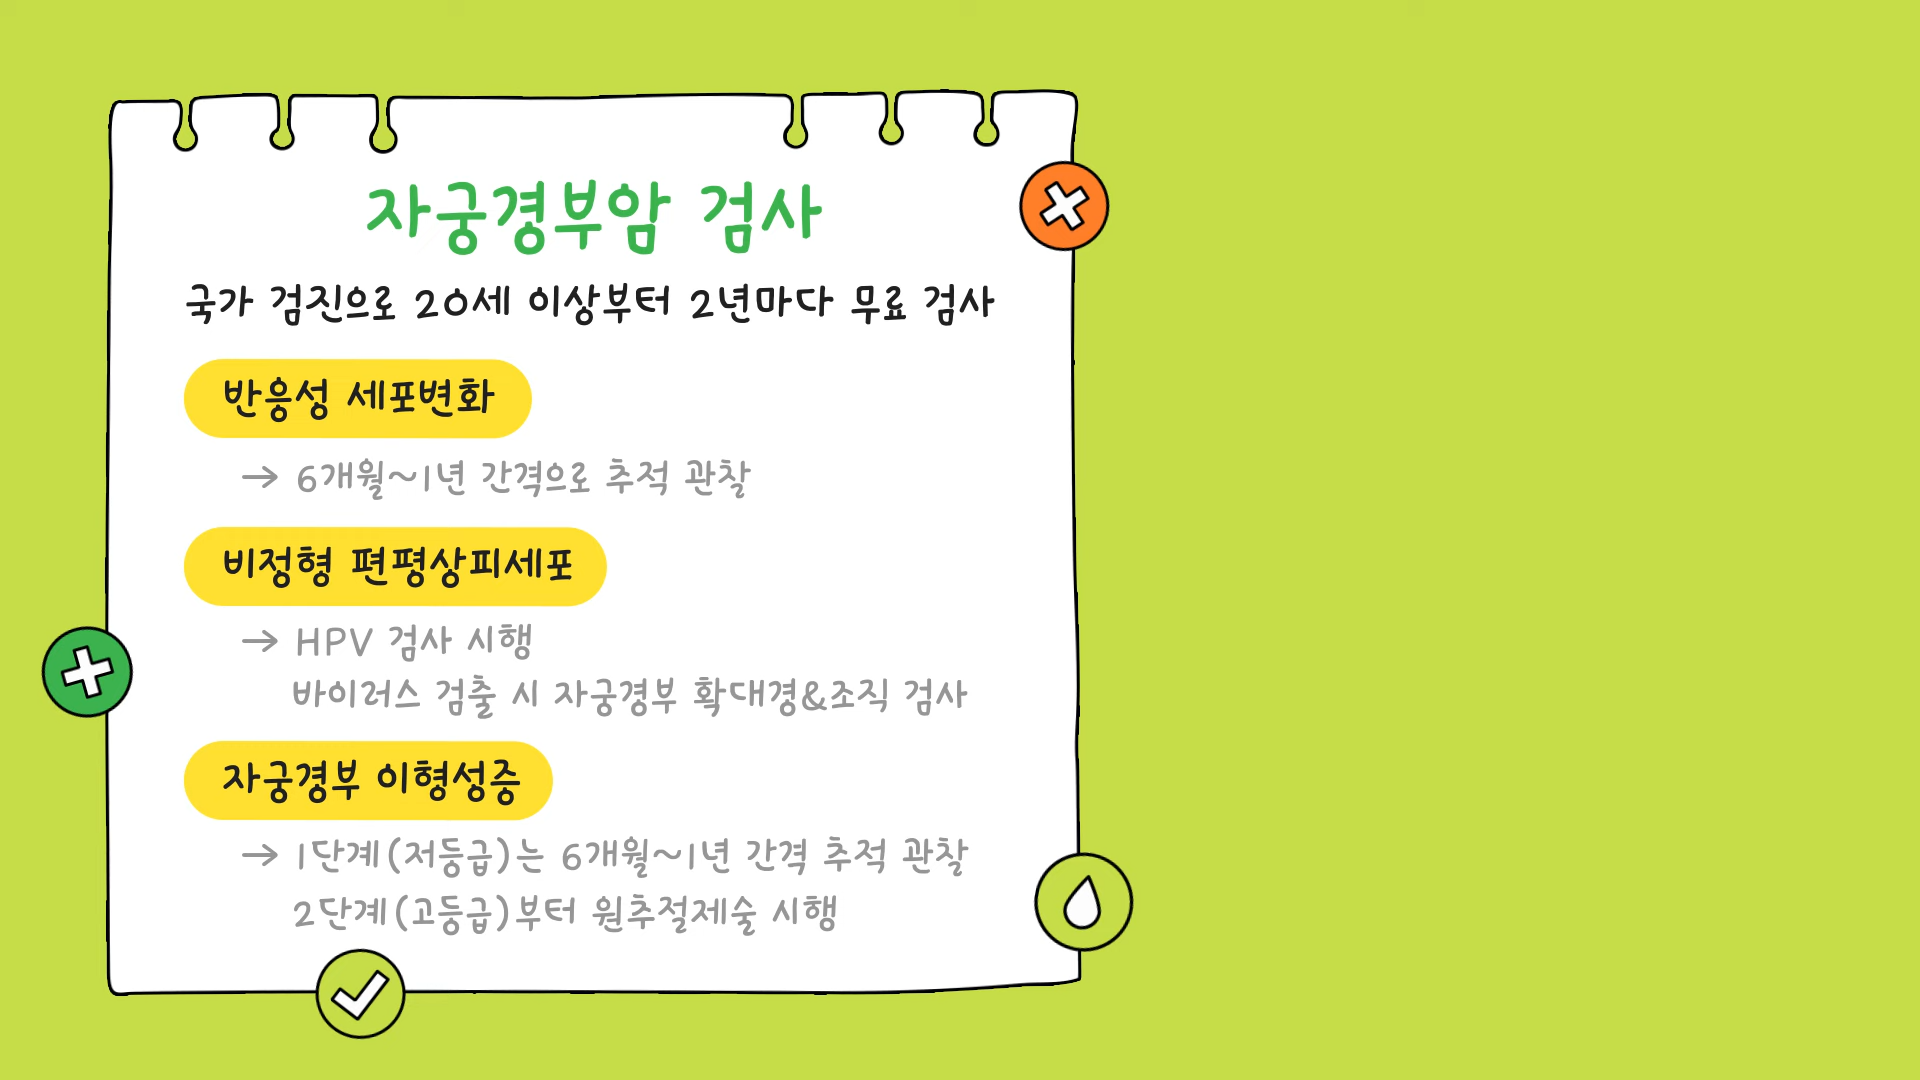 자궁경부암 검사
국가 검진으로 20세 이상부터 2년마다 무료 검사
반응성 세포변화
→ 6개월~1년 간격으로 추적 관찰
비정형 편평상피세포
→ HPV 검사 시행
바이러스 검출 시 자궁경부 확대경&조직 검사
자궁경부 이형성증
→ 1단계(저등급)는 6개월~1년 간격 추적 관찰
2단계(고등급)부터 원추절제술 시행